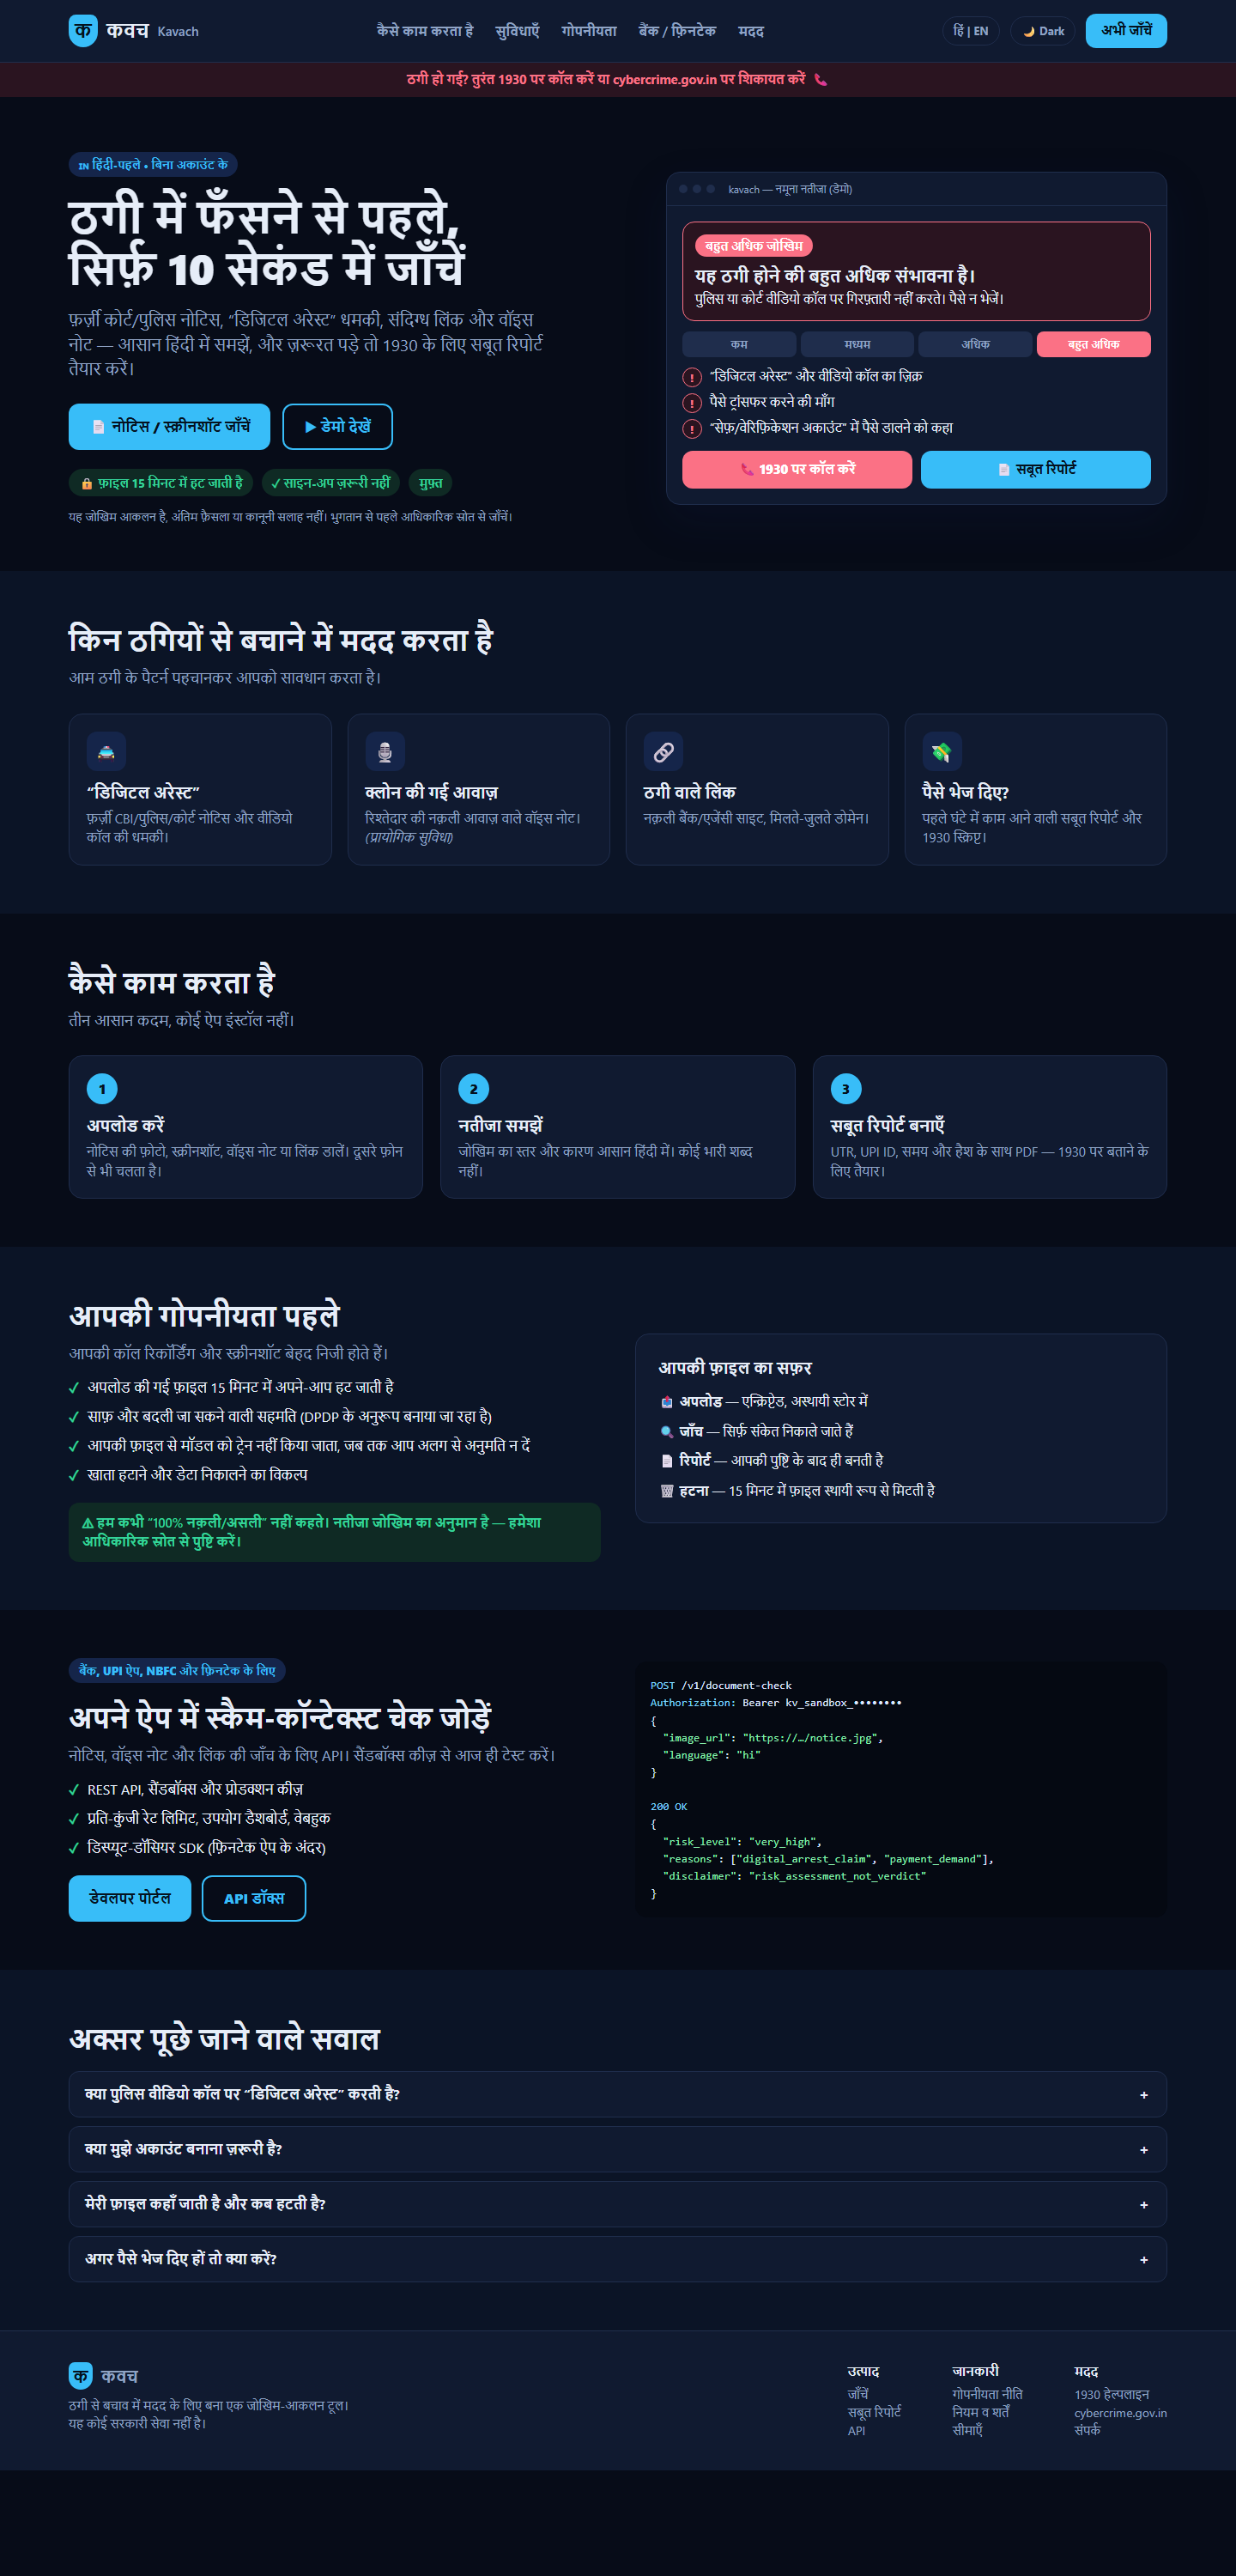 क कवच Kavach
कैसे काम करता है सुविधाएँ गोपनीयता बैंक / फ़िनटेक मदद
हिं | EN 🌙 Dark अभी जाँचें
ठगी हो गई? तुरंत 1930 पर कॉल करें या cybercrime.gov.in पर शिकायत करें 📞
IN हिंदी-पहले • बिना अकाउंट के
ठगी में फँसने से पहले,
सिर्फ़ 10 सेकंड में जाँचें
फ़र्ज़ी कोर्ट/पुलिस नोटिस, “डिजिटल अरेस्ट” धमकी, संदिग्ध लिंक और वॉइस
नोट — आसान हिंदी में समझें, और ज़रूरत पड़े तो 1930 के लिए सबूत रिपोर्ट
तैयार करें।
📄 नोटिस / स्क्रीनशॉट जाँचें ▶ डेमो देखें
🔒 फ़ाइल 15 मिनट में हट जाती है ✓ साइन-अप ज़रूरी नहीं मुफ़्त
यह जोखिम आकलन है, अंतिम फ़ैसला या कानूनी सलाह नहीं। भुगतान से पहले आधिकारिक स्रोत से जाँचें।
kavach — नमूना नतीजा (डेमो)
बहुत अधिक जोखिम
यह ठगी होने की बहुत अधिक संभावना है।
पुलिस या कोर्ट वीडियो कॉल पर गिरफ़्तारी नहीं करते। पैसे न भेजें।
कम मध्यम अधिक बहुत अधिक
! “डिजिटल अरेस्ट” और वीडियो कॉल का ज़िक्र
! पैसे ट्रांसफर करने की माँग
! “सेफ़/वेरिफ़िकेशन अकाउंट” में पैसे डालने को कहा
📞 1930 पर कॉल करें 📄 सबूत रिपोर्ट
किन ठगियों से बचाने में मदद करता है
आम ठगी के पैटर्न पहचानकर आपको सावधान करता है।
“डिजिटल अरेस्ट”
फ़र्ज़ी CBI/पुलिस/कोर्ट नोटिस और वीडियो
कॉल की धमकी।
क्लोन की गई आवाज़
रिश्तेदार की नक़ली आवाज़ वाले वॉइस नोट।
(प्रायोगिक सुविधा)
ठगी वाले लिंक
नक़ली बैंक/एजेंसी साइट, मिलते-जुलते डोमेन।
पैसे भेज दिए?
पहले घंटे में काम आने वाली सबूत रिपोर्ट और
1930 स्क्रिप्ट।
कैसे काम करता है
तीन आसान कदम, कोई ऐप इंस्टॉल नहीं।
1
अपलोड करें
नोटिस की फ़ोटो, स्क्रीनशॉट, वॉइस नोट या लिंक डालें। दूसरे फ़ोन
से भी चलता है।
2
नतीजा समझें
जोखिम का स्तर और कारण आसान हिंदी में। कोई भारी शब्द
नहीं।
3
सबूत रिपोर्ट बनाएँ
UTR, UPI ID, समय और हैश के साथ PDF — 1930 पर बताने के
लिए तैयार।
आपकी गोपनीयता पहले
आपकी कॉल रिकॉर्डिंग और स्क्रीनशॉट बेहद निजी होते हैं।
✓ अपलोड की गई फ़ाइल 15 मिनट में अपने-आप हट जाती है
✓ साफ़ और बदली जा सकने वाली सहमति (DPDP के अनुरूप बनाया जा रहा है)
✓ आपकी फ़ाइल से मॉडल को ट्रेन नहीं किया जाता, जब तक आप अलग से अनुमति न दें
✓ खाता हटाने और डेटा निकालने का विकल्प
⚠ हम कभी “100% नक़ली/असली” नहीं कहते। नतीजा जोखिम का अनुमान है — हमेशा
आधिकारिक स्रोत से पुष्टि करें।
आपकी फ़ाइल का सफ़र
📤 अपलोड — एन्क्रिप्टेड, अस्थायी स्टोर में
🔍 जाँच — सिर्फ़ संकेत निकाले जाते हैं
📄 रिपोर्ट — आपकी पुष्टि के बाद ही बनती है
🗑 हटना — 15 मिनट में फ़ाइल स्थायी रूप से मिटती है
बैंक, UPI ऐप, NBFC और फ़िनटेक के लिए
अपने ऐप में स्कैम-कॉन्टेक्स्ट चेक जोड़ें
नोटिस, वॉइस नोट और लिंक की जाँच के लिए API। सैंडबॉक्स कीज़ से आज ही टेस्ट करें।
✓ REST API, सैंडबॉक्स और प्रोडक्शन कीज़
✓ प्रति-कुंजी रेट लिमिट, उपयोग डैशबोर्ड, वेबहुक
✓ डिस्प्यूट-डॉसियर SDK (फ़िनटेक ऐप के अंदर)
डेवलपर पोर्टल API डॉक्स
POST /v1/document-check
Authorization: Bearer kv_sandbox_••••••••
{
"image_url": "https://…/notice.jpg",
"language": "hi"
}
200 OK
{
"risk_level": "very_high",
"reasons": ["digital_arrest_claim", "payment_demand"],
"disclaimer": "risk_assessment_not_verdict"
}
अक्सर पूछे जाने वाले सवाल
क्या पुलिस वीडियो कॉल पर “डिजिटल अरेस्ट” करती है? +
क्या मुझे अकाउंट बनाना ज़रूरी है? +
मेरी फ़ाइल कहाँ जाती है और कब हटती है? +
अगर पैसे भेज दिए हों तो क्या करें? +
क कवच
ठगी से बचाव में मदद के लिए बना एक जोखिम-आकलन टूल।
यह कोई सरकारी सेवा नहीं है।
उत्पाद
जाँचें
सबूत रिपोर्ट
API
जानकारी
गोपनीयता नीति
नियम व शर्तें
सीमाएँ
मदद
1930 हेल्पलाइन
cybercrime.gov.in
संपर्क